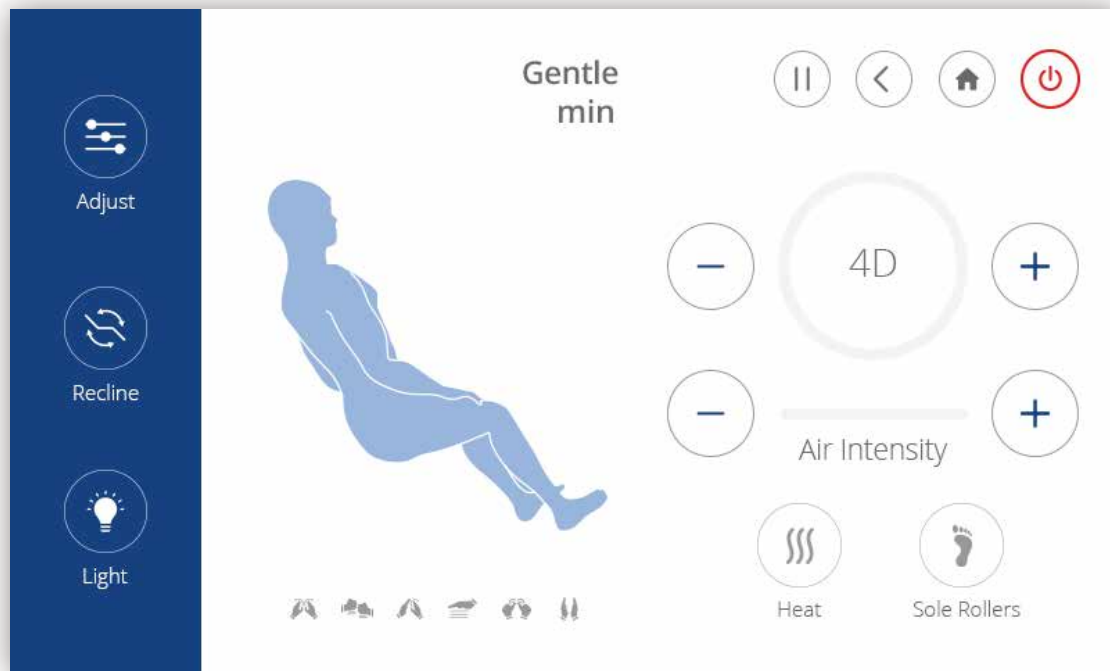 Gentle
min
Adjust
4D
Recline
Air Intensity
Light
Heat
Sole Rollers